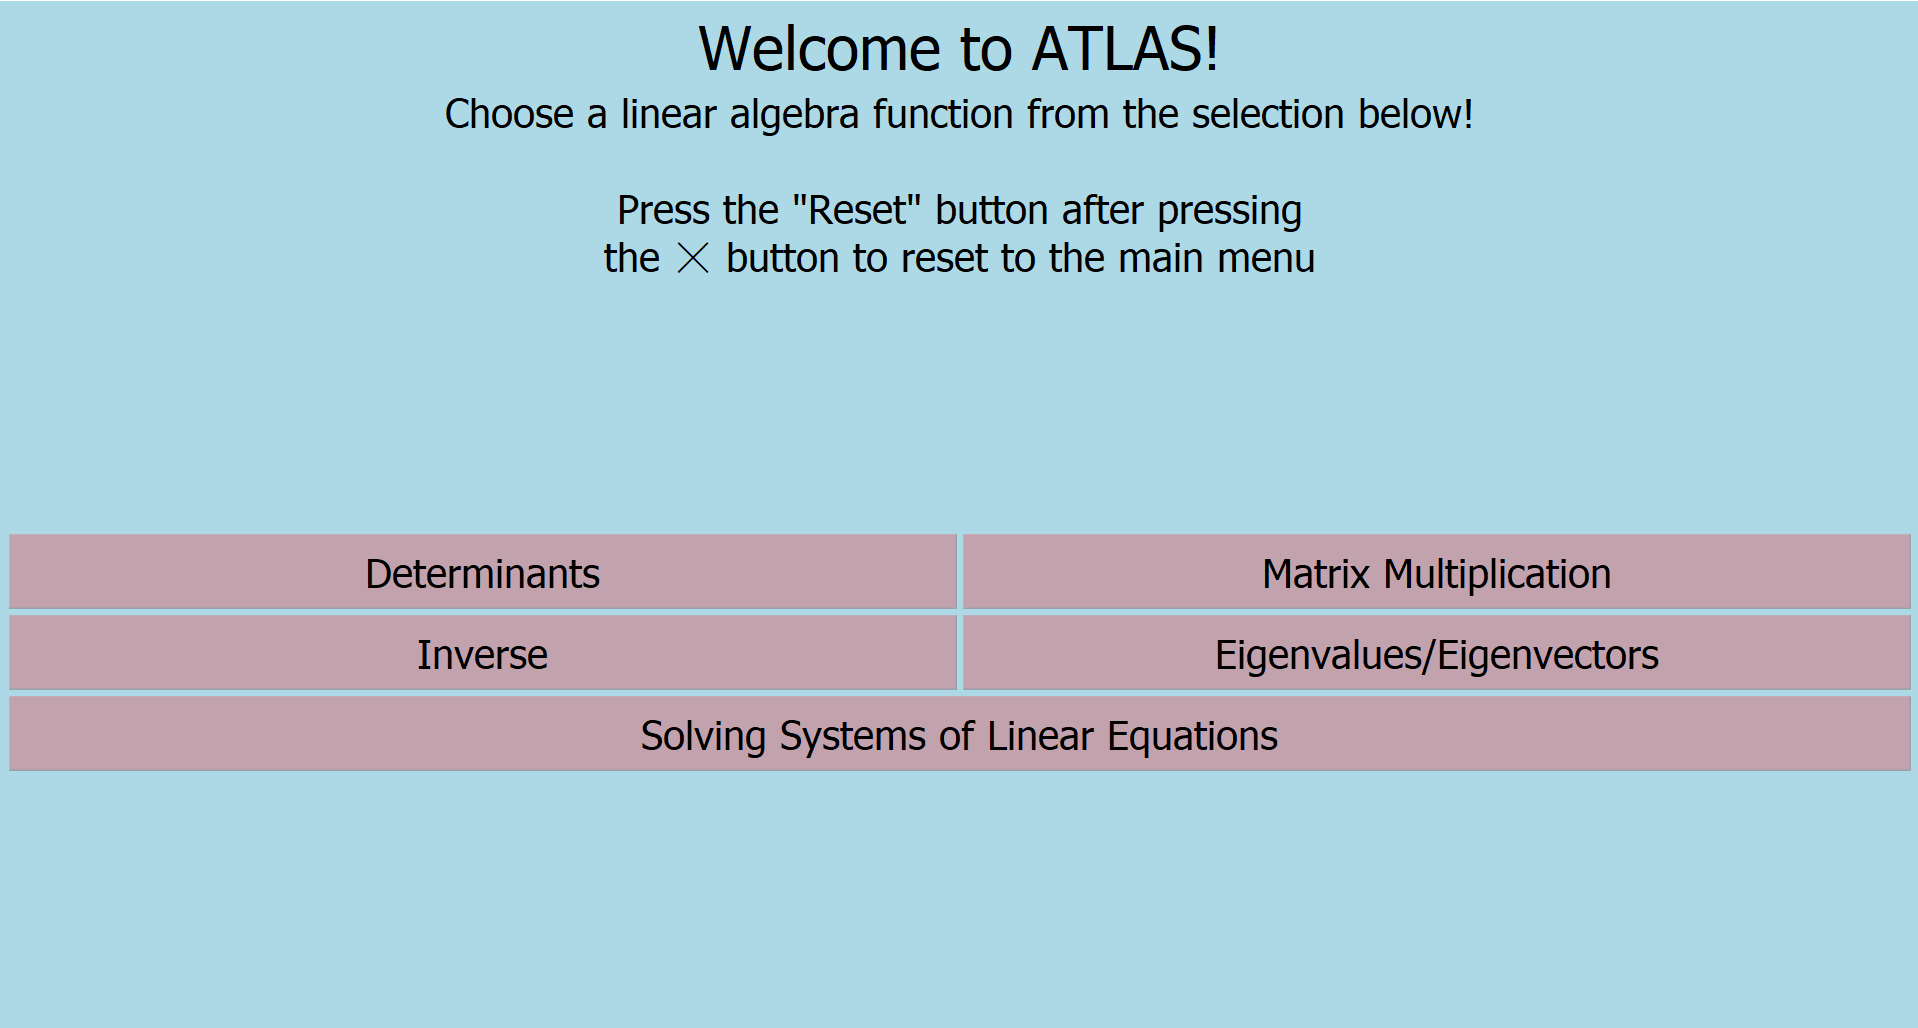 Welcome to ATLAS!
Choose a linear algebra function from the selection below!
Press the "Reset" button after pressing
the ╳ button to reset to the main menu
Determinants
Matrix Multiplication
Inverse
Eigenvalues/Eigenvectors
Solving Systems of Linear Equations